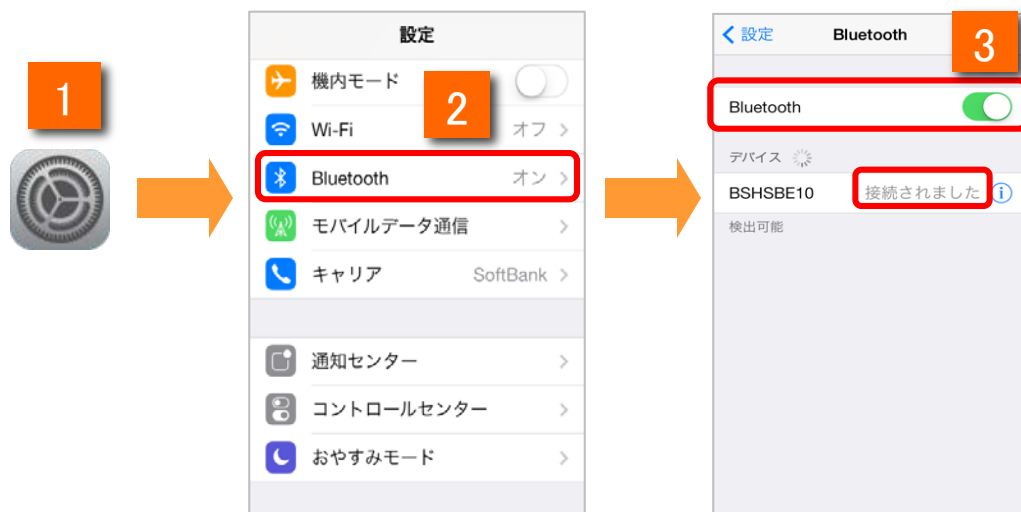 1
設定
機内モード
2
Wi-Fi オフ
Bluetooth オン
モバイルデータ通信
キャリア SoftBank
通知センター
コントロールセンター
おやすみモード
設定 Bluetooth
3
Bluetooth
デバイス
BSHSBE10 接続されました
検出可能